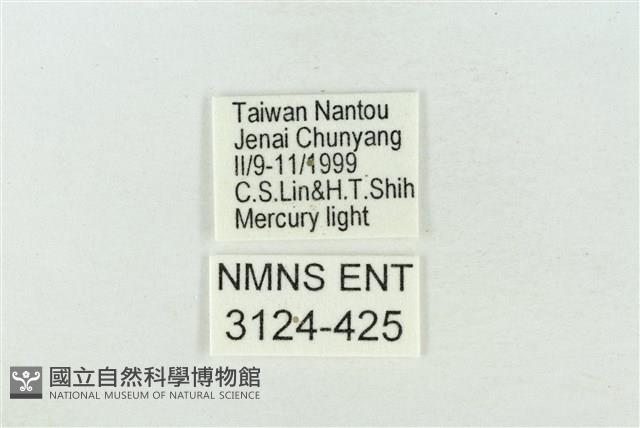 Taiwan Nantou
Jenai Chunyang
II/9-11/1999
C.S.Lin&H.T.Shih
Mercury light
NMNS ENT
3124-425
國立自然科學博物館
NATIONAL MUSEUM OF NATURAL SCIENCE